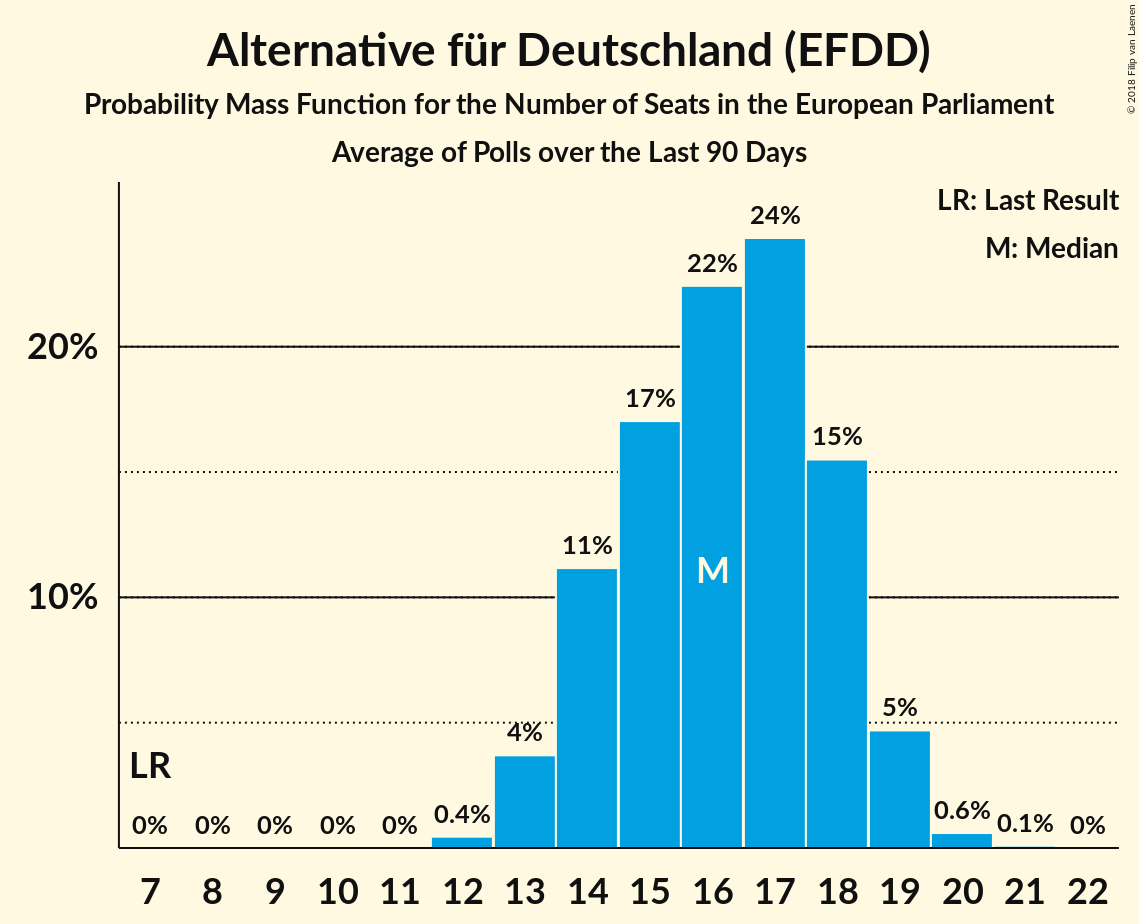 Alternative für Deutschland (EFDD)
Probability Mass Function for the Number of Seats in the European Parliament
Average of Polls over the Last 90 Days
© 2018 Filip van Laenen
LR: Last Result
M: Median
24%
22%
20%
17%
15%
11%
M
10%
5%
4%
LR
0% 0% 0% 0% 0% 0.4% 0.6% 0.1% 0%
7 8 9 10 11 12 13 14 15 16 17 18 19 20 21 22